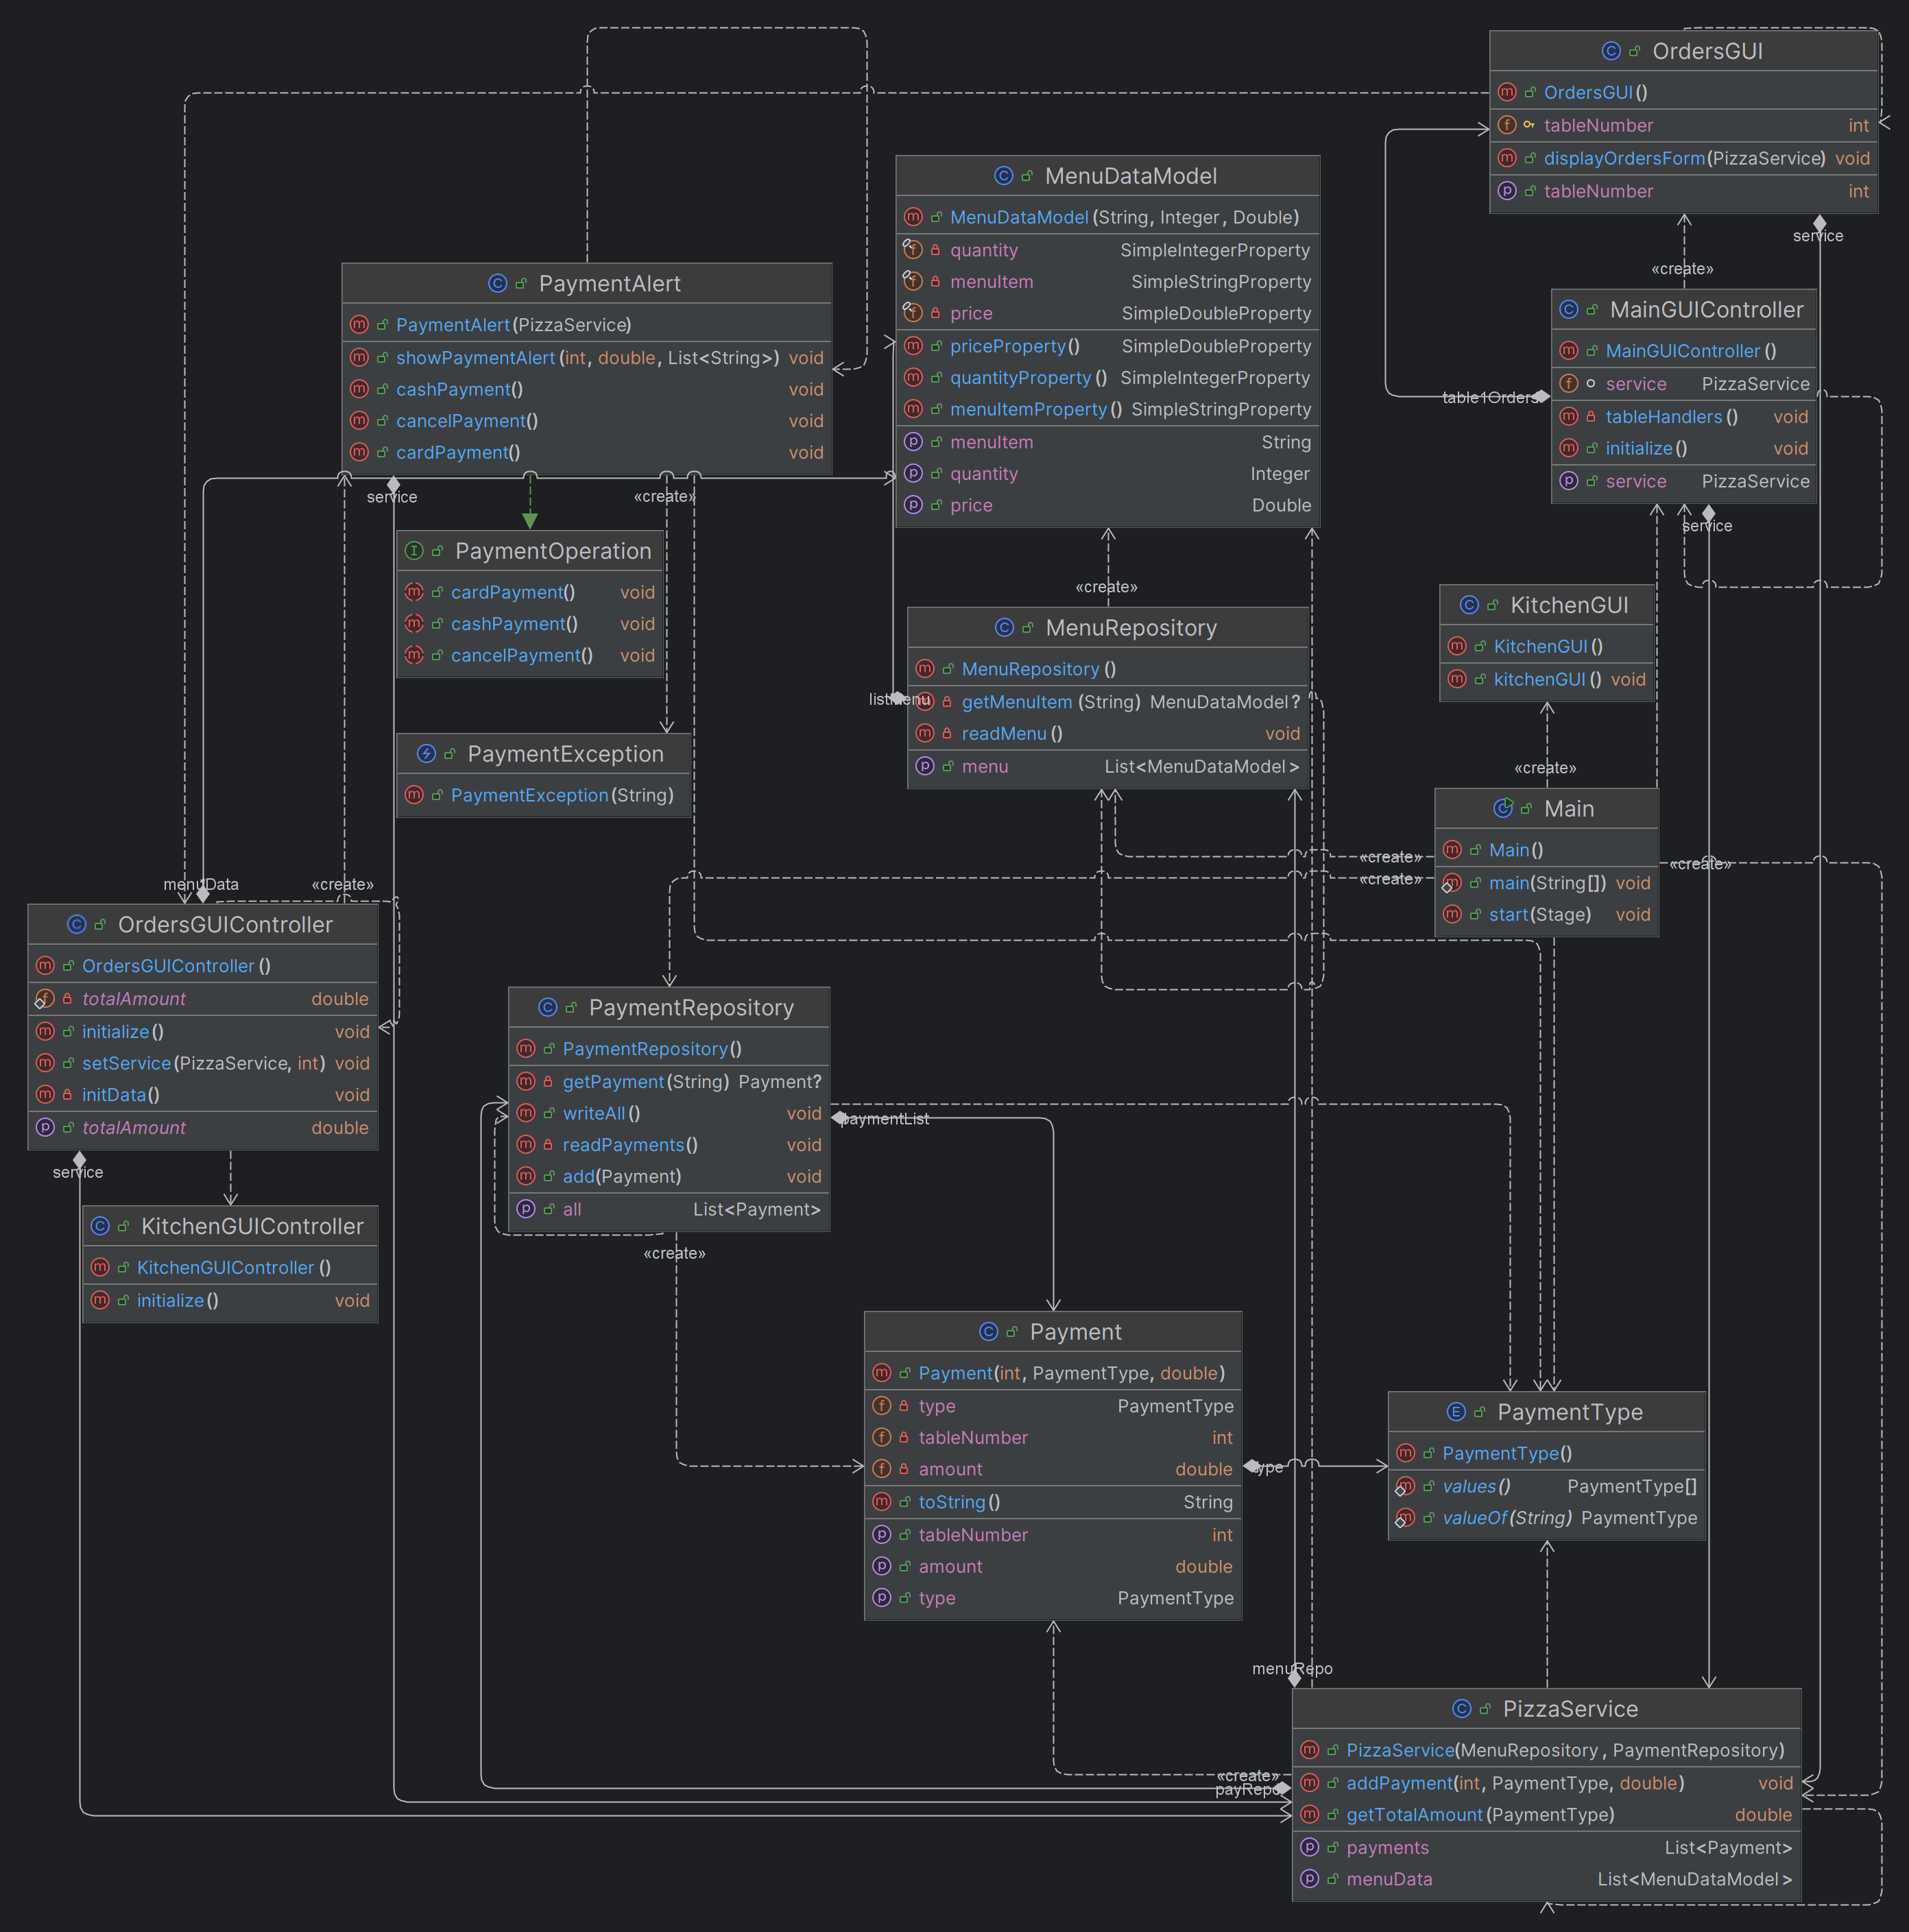 OrdersGUI
OrdersGUI()
tableNumber int
displayOrdersForm(PizzaService) void
tableNumber int
service
«create»
MenuDataModel
MenuDataModel(String, Integer, Double)
quantity SimpleIntegerProperty
menuItem SimpleStringProperty
price SimpleDoubleProperty
priceProperty() SimpleDoubleProperty
quantityProperty() SimpleIntegerProperty
menuItemProperty() SimpleStringProperty
menuItem String
quantity Integer
price Double
PaymentAlert
PaymentAlert(PizzaService)
showPaymentAlert(int, double, List<String>) void
cashPayment() void
cancelPayment() void
cardPayment() void
service
«create»
MainGUIController
MainGUIController()
service PizzaService
tableHandlers() void
initialize() void
service PizzaService
table1Orders
service
PaymentOperation
cardPayment() void
cashPayment() void
cancelPayment() void
«create»
MenuRepository
MenuRepository()
getMenuItem(String) MenuDataModel?
readMenu() void
menu List<MenuDataModel>
listMenu
KitchenGUI
KitchenGUI()
kitchenGUI() void
«create»
PaymentException
PaymentException(String)
Main
Main()
main(String[]) void
start(Stage) void
«create»
«create»
«create»
menuData
«create»
OrdersGUIController
OrdersGUIController()
totalAmount double
initialize() void
setService(PizzaService, int) void
initData() void
totalAmount double
service
PaymentRepository
PaymentRepository()
getPayment(String) Payment?
writeAll() void
readPayments() void
add(Payment) void
all List<Payment>
paymentList
«create»
KitchenGUIController
KitchenGUIController()
initialize() void
Payment
Payment(int, PaymentType, double)
type PaymentType
tableNumber int
amount double
toString() String
tableNumber int
amount double
type PaymentType
type
PaymentType
PaymentType()
values() PaymentType[]
valueOf(String) PaymentType
menuRepo
PizzaService
PizzaService(MenuRepository, PaymentRepository)
addPayment(int, PaymentType, double) void
getTotalAmount(PaymentType) double
payments List<Payment>
menuData List<MenuDataModel>
«create»
payRepo